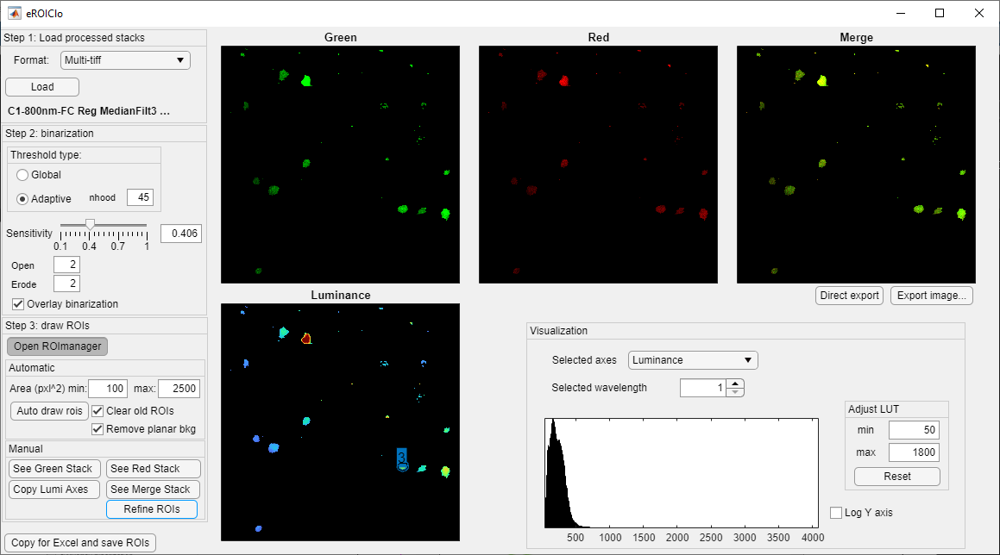 eROIClo
Step 1: Load processed stacks
Format: Multi-tiff
Load
C1-800nm-FC Reg MedianFilt3 ...
Step 2: binarization
Threshold type:
Global
Adaptive nhood 45
Sensitivity 0.406
0.1 0.4 0.7 1
Open 2
Erode 2
Overlay binarization
Step 3: draw ROIs
Open ROImanager
Automatic
Area (pxl^2) min: 100 max: 2500
Auto draw rois Clear old ROIs
Remove planar bkg
Manual
See Green Stack See Red Stack
Copy Lumi Axes See Merge Stack
Refine ROIs
Copy for Excel and save ROIs
Green
Red
Merge
Direct export Export image...
Luminance
3
Visualization
Selected axes Luminance
Selected wavelength 1
500 1000 1500 2000 2500 3000 3500 4000
Adjust LUT
min 50
max 1800
Reset
Log Y axis